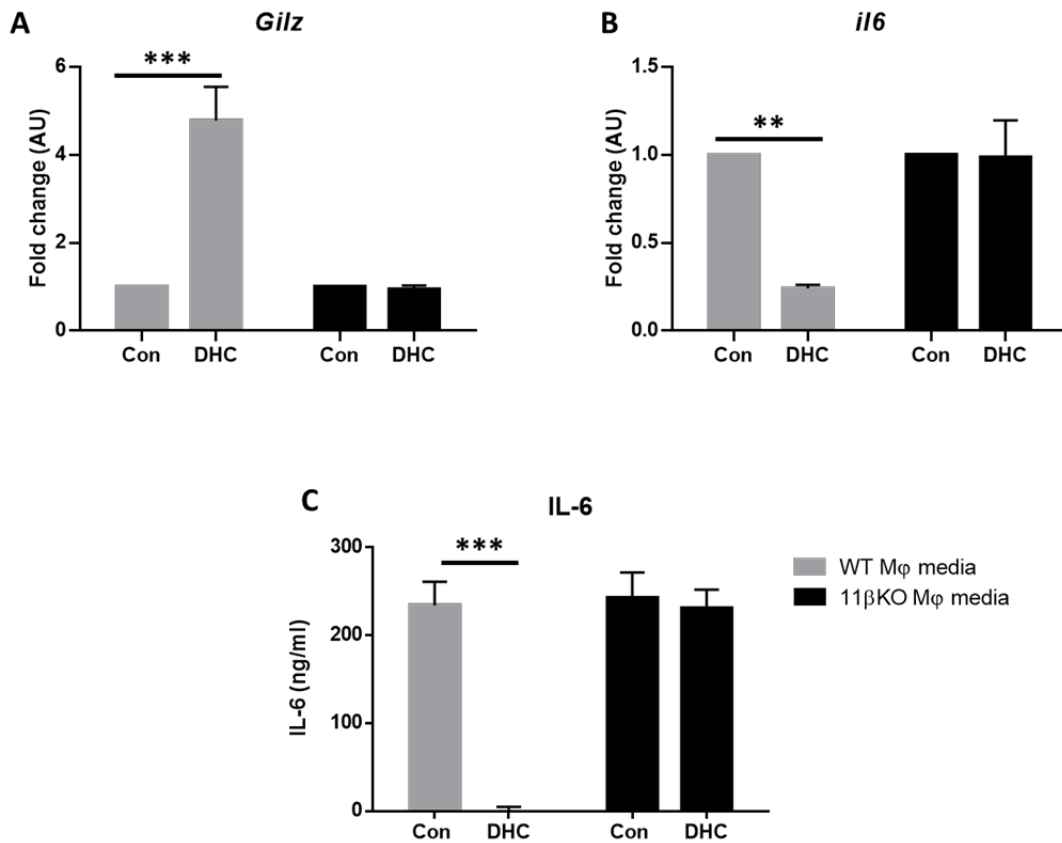 A
Gilz
Fold change (AU)
6
4
2
0
***
Con
DHC
Con
DHC
B
il6
Fold change (AU)
1.5
1.0
0.5
0.0
**
Con
DHC
Con
DHC
C
IL-6
IL-6 (ng/ml)
300
200
100
0
***
Con
DHC
Con
DHC
WT Mφ media
11βKO Mφ media